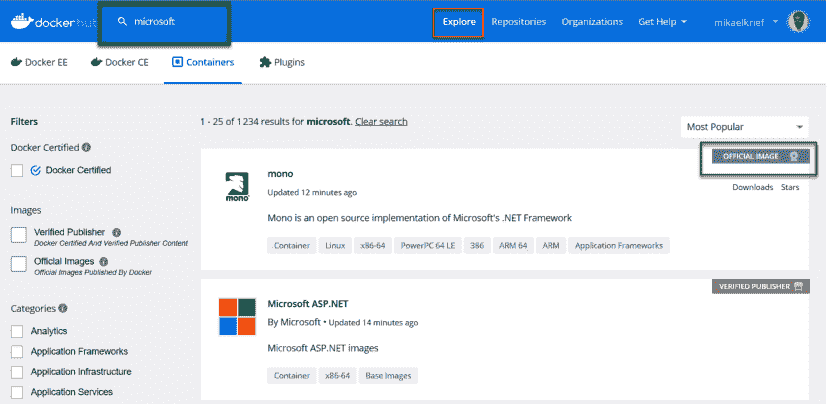 docker hub
microsoft
Explore
Repositories
Organizations
Get Help
mikaelkrief
Docker EE
Docker CE
Containers
Plugins
Filters
Docker Certified
Docker Certified
Images
Verified Publisher
Docker Certified And Verified Publisher Content
Official Images
Official Images Published By Docker
Categories
Analytics
Application Frameworks
Application Infrastructure
Application Services
1 - 25 of 1 234 results for microsoft. Clear search
Most Popular
OFFICIAL IMAGE
mono
mono
Updated 12 minutes ago
Downloads Stars
Mono is an open source implementation of Microsoft's .NET Framework
Container Linux x86-64 PowerPC 64 LE 386 ARM 64 ARM Application Frameworks
VERIFIED PUBLISHER
Microsoft ASP.NET
By Microsoft • Updated 14 minutes ago
Microsoft ASP.NET images
Container x86-64 Base Images